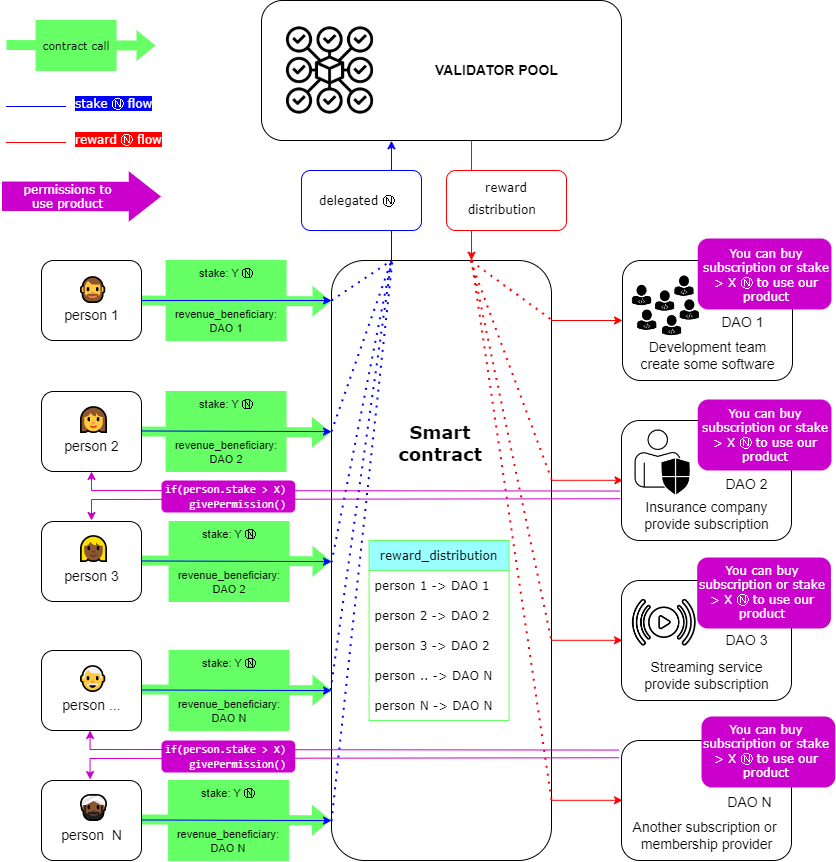 contract call
VALIDATOR POOL
stake Ⓝ flow
reward Ⓝ flow
permissions to
use product
delegated Ⓝ
reward
distribution
person 1
stake: Y Ⓝ
revenue_beneficiary:
DAO 1
You can buy
subscription or stake
> X Ⓝ to use our
product
DAO 1
Development team
create some software
person 2
stake: Y Ⓝ
revenue_beneficiary:
DAO 2
Smart
contract
You can buy
subscription or stake
> X Ⓝ to use our
product
DAO 2
Insurance company
provide subscription
if(person.stake > X)
givePermission()
person 3
stake: Y Ⓝ
revenue_beneficiary:
DAO 2
reward_distribution
person 1 -> DAO 1
person 2 -> DAO 2
person 3 -> DAO 2
person .. -> DAO N
person N -> DAO N
You can buy
subscription or stake
> X Ⓝ to use our
product
DAO 3
Streaming service
provide subscription
person ...
stake: Y Ⓝ
revenue_beneficiary:
DAO N
if(person.stake > X)
givePermission()
person N
stake: Y Ⓝ
revenue_beneficiary:
DAO N
You can buy
subscription or stake
> X Ⓝ to use our
product
DAO N
Another subscription or
membership provider